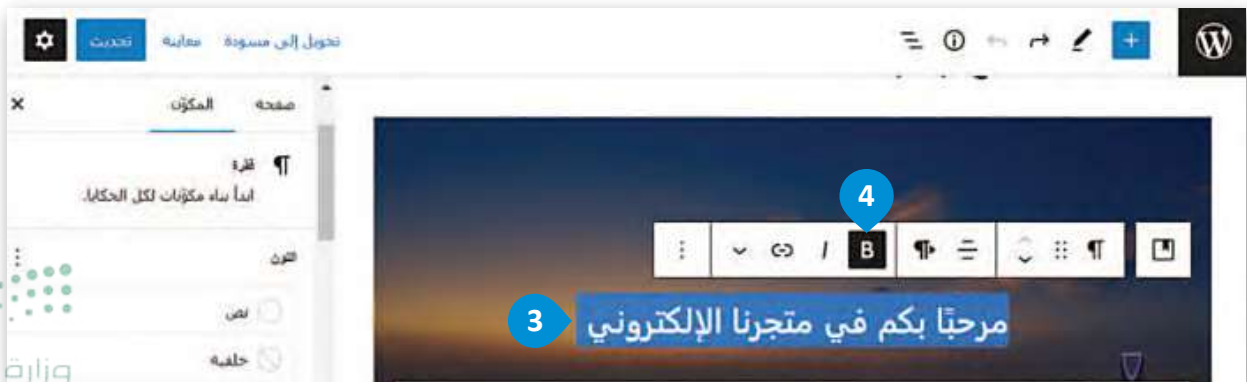 تحويل إلى مسودة معاينة تحديث
صفحة المكوّن
فقرة
ابدأ بناء مكوّنات لكل الحكايا.
اللون
نص
خلفية
4
B I
3 مرحبًا بكم في متجرنا الإلكتروني
وزارة